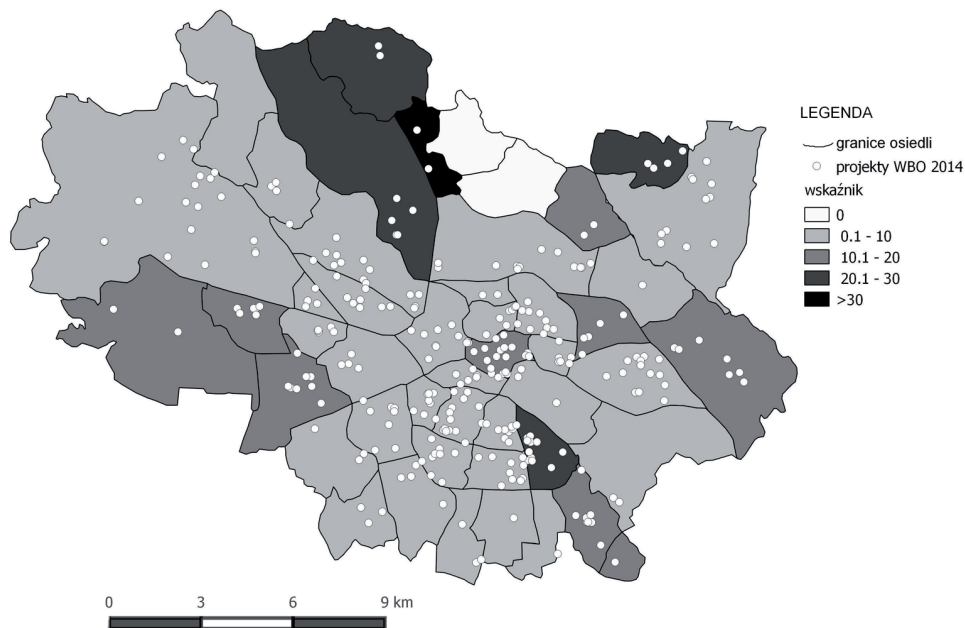 LEGENDA
granice osiedli
projekty WBO 2014
wskaźnik
0
0.1 - 10
10.1 - 20
20.1 - 30
>30
0 3 6 9 km